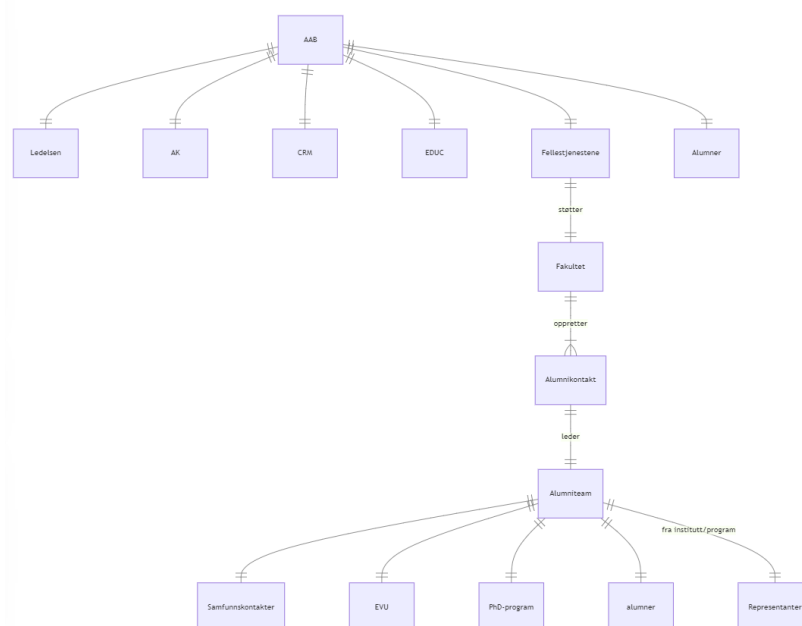 AAB
Ledelsen
AK
CRM
EDUC
Fellestjenestene
Alumner
støtter
Fakultet
oppretter
Alumnikontakt
leder
Alumniteam
fra institutt/program
Samfunnskontakter
EVU
PhD-program
alumner
Representanter